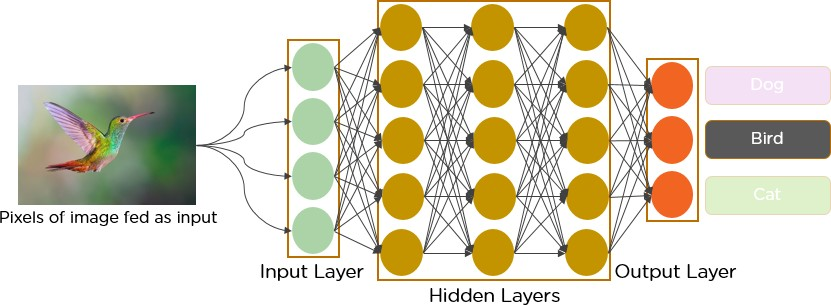 Dog
Bird
Cat
Pixels of image fed as input
Input Layer
Output Layer
Hidden Layers